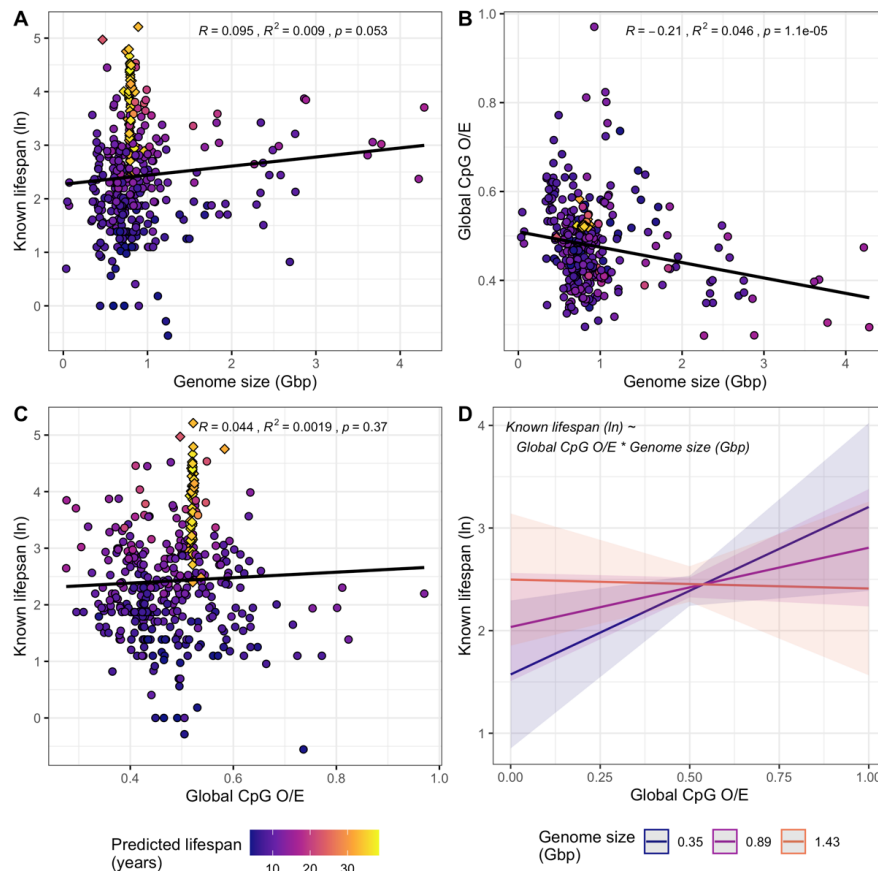 A
R = 0.095 , R² = 0.009 , p = 0.053
Known lifespan (ln)
5
4
3
2
1
0
0
1
2
3
4
Genome size (Gbp)
B
R = −0.21 , R² = 0.046 , p = 1.1e-05
Global CpG O/E
1.0
0.8
0.6
0.4
0
1
2
3
4
Genome size (Gbp)
C
R = 0.044 , R² = 0.0019 , p = 0.37
Known lifepsan (ln)
5
4
3
2
1
0
0.4
0.6
0.8
1.0
Global CpG O/E
D
Known lifespan (ln) ~
Global CpG O/E * Genome size (Gbp)
Known lifespan (ln)
4
3
2
1
0.00
0.25
0.50
0.75
1.00
Global CpG O/E
Predicted lifespan
(years)
10 20 30
Genome size
(Gbp)
0.35 0.89 1.43